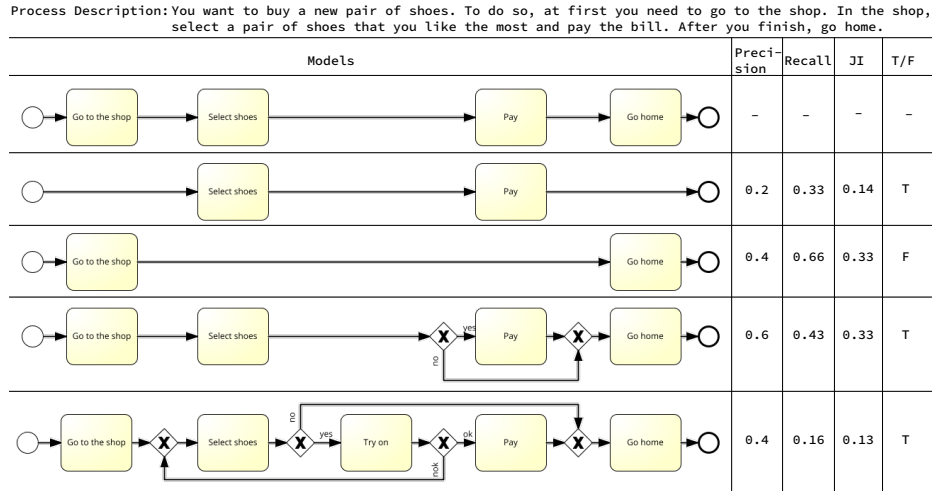 Process Description: You want to buy a new pair of shoes. To do so, at first you need to go to the shop. In the shop,
select a pair of shoes that you like the most and pay the bill. After you finish, go home.
Models Preci- Recall JI T/F
sion
Go to the shop Select shoes Pay Go home - - - -
Select shoes Pay 0.2 0.33 0.14 T
Go to the shop Go home 0.4 0.66 0.33 F
Go to the shop Select shoes X yes Pay X Go home 0.6 0.43 0.33 T
no
no
Go to the shop X Select shoes X yes Try on X ok Pay X Go home 0.4 0.16 0.13 T
nok